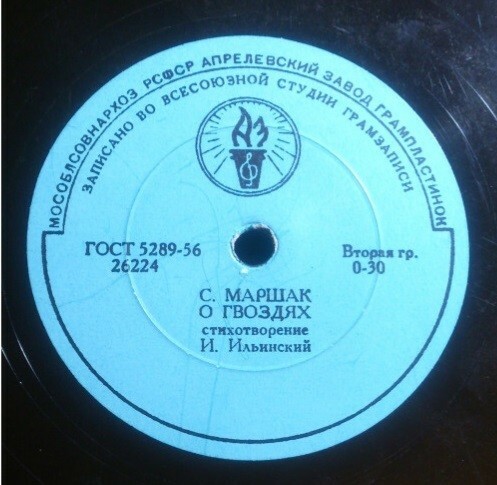 МОСОБЛСОВНАРХОЗ РСФСР АПРЕЛЕВСКИЙ ЗАВОД ГРАМПЛАСТИНОК
ЗАПИСАНО ВО ВСЕСОЮЗНОЙ СТУДИИ ГРАМЗАПИСИ
АЗ
ГОСТ 5289-56
26224
Вторая гр.
0-30
С. МАРШАК
О ГВОЗДЯХ
стихотворение
И. Ильинский